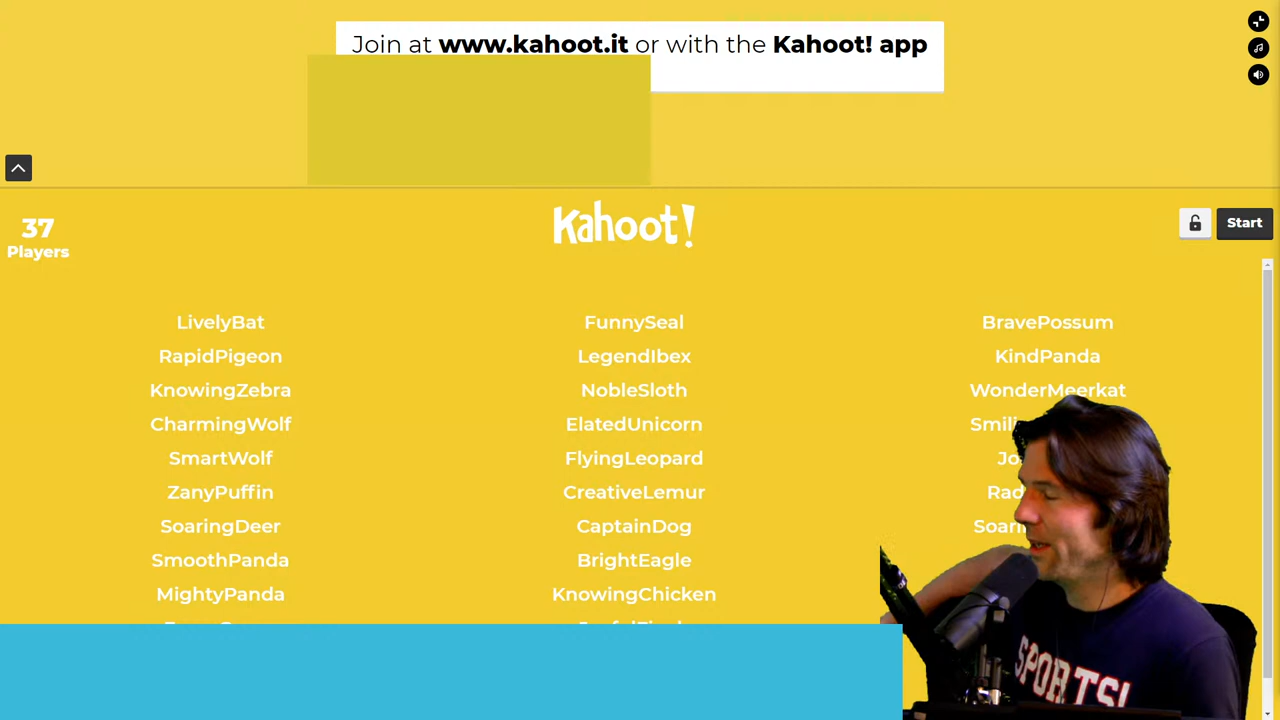 Join at www.kahoot.it or with the Kahoot! app
37
Players
Kahoot!
Start
LivelyBat FunnySeal BravePossum
RapidPigeon LegendIbex KindPanda
KnowingZebra NobleSloth WonderMeerkat
CharmingWolf ElatedUnicorn
SmartWolf FlyingLeopard
ZanyPuffin CreativeLemur
SoaringDeer CaptainDog
SmoothPanda BrightEagle
MightyPanda KnowingChicken
SPORTS!